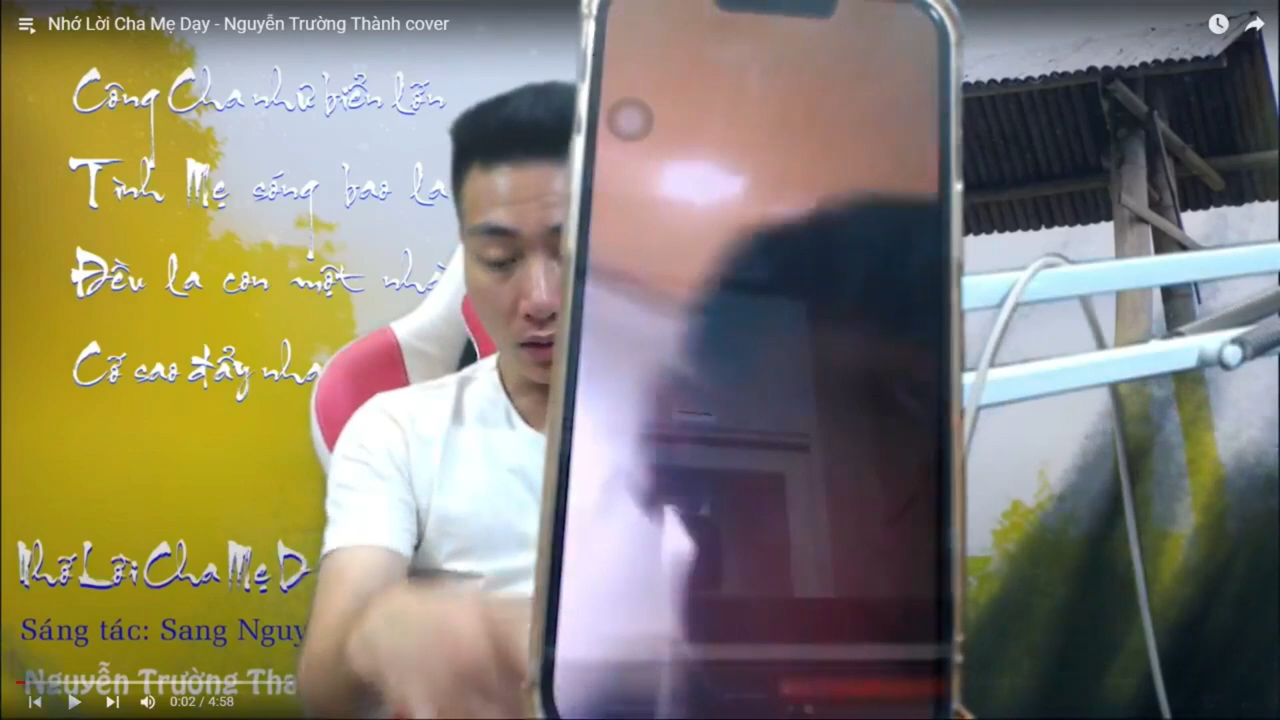 Nhớ Lời Cha Mẹ Dạy - Nguyễn Trường Thành cover
Công Cha như biển lớn
Tình Mẹ sóng bao la
Đều la con một nhà
Cớ sao đẩy nha
Nhớ Lời Cha Mẹ D
Sáng tác: Sang Nguy
Nguyễn Trường Tha
0:02 / 4:58